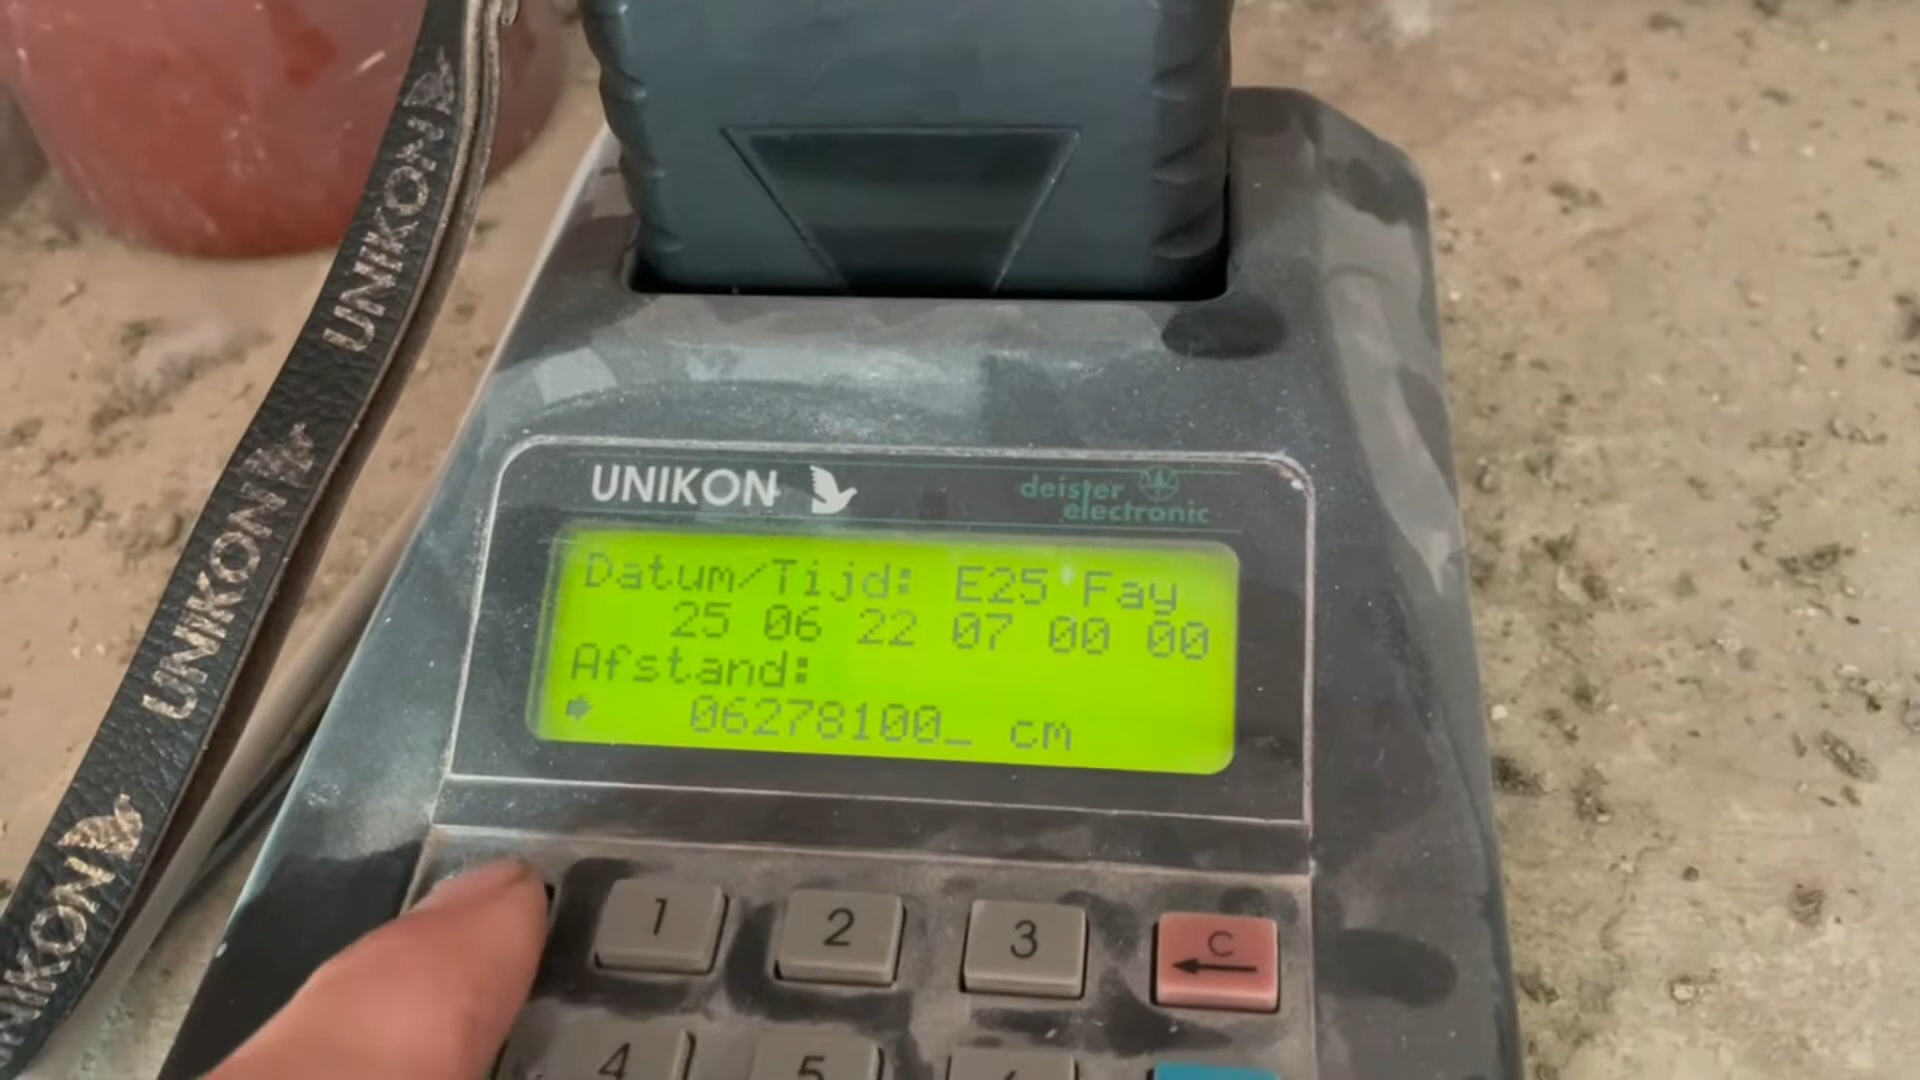 UNIKON
UNIKON
UNIKON
UNIKON
UNIKON
deister
electronic
Datum/Tijd: E25 Fay
25 06 22 07 00 00
Afstand:
06278100_ cm
1
2
3
C
4
5